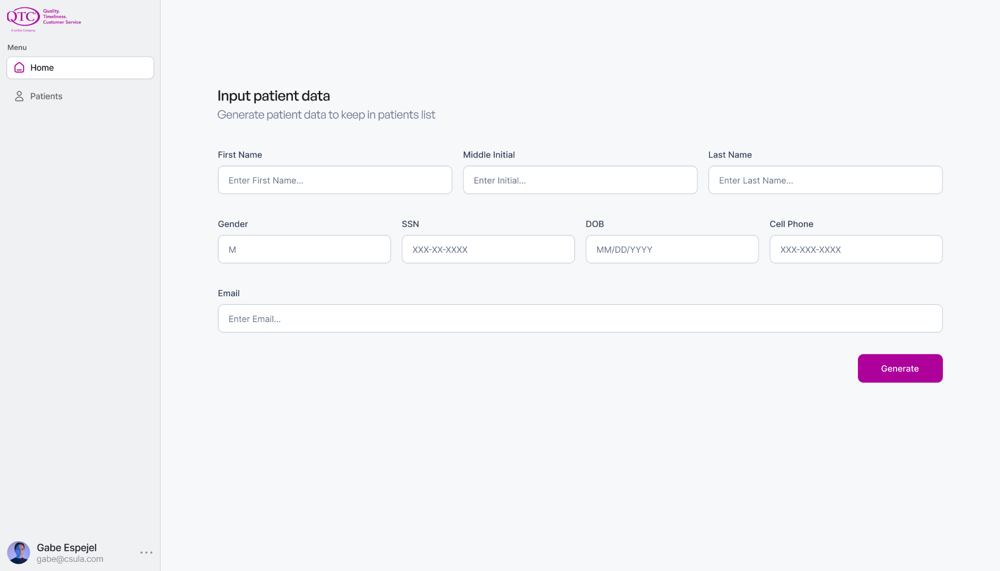 QTC
Quality.
Timeliness.
Customer Service
A Leidos Company
Menu
Home
Patients
Input patient data
Generate patient data to keep in patients list
First Name
Middle Initial
Last Name
Enter First Name...
Enter Initial...
Enter Last Name...
Gender
SSN
DOB
Cell Phone
M
XXX-XX-XXXX
MM/DD/YYYY
XXX-XXX-XXXX
Email
Enter Email...
Generate
Gabe Espejel
gabe@csula.com